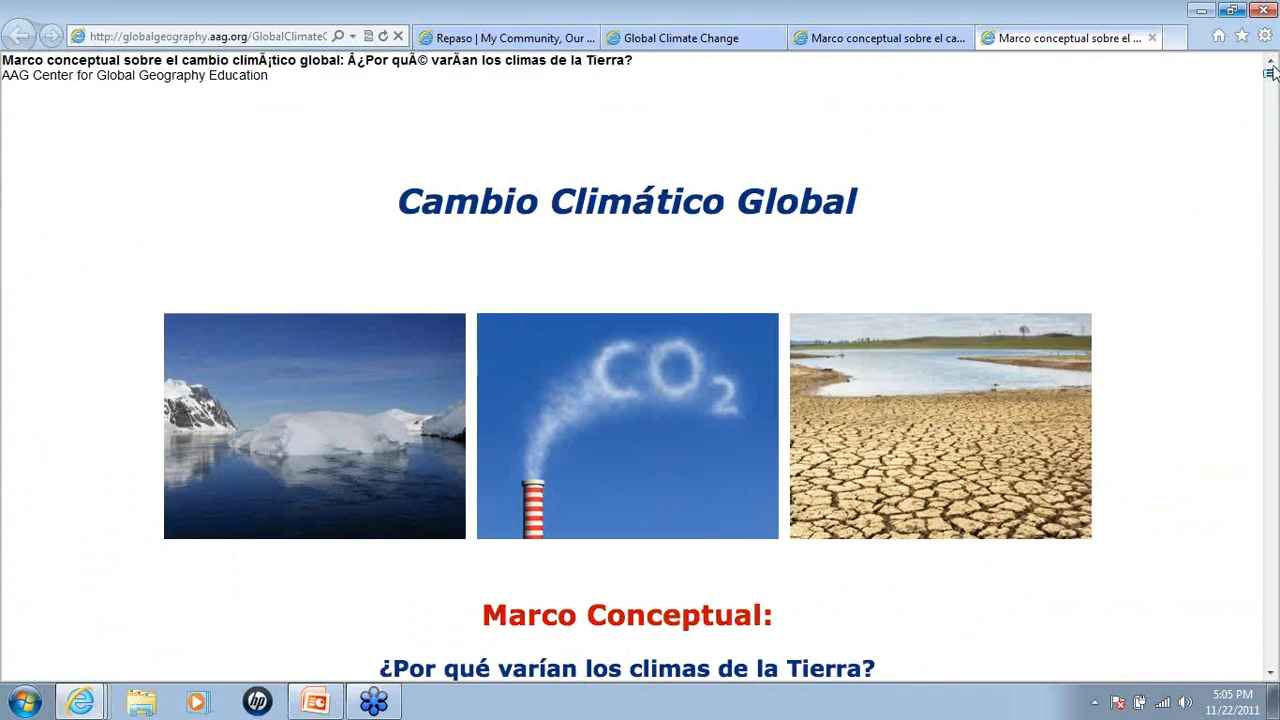 http://globalgeography.aag.org/GlobalClimateC
Repaso | My Community, Our ...
Global Climate Change
Marco conceptual sobre el ca...
Marco conceptual sobre el ...
Marco conceptual sobre el cambio climÃ¡tico global: Â¿Por quÃ© varÃ­an los climas de la Tierra?
AAG Center for Global Geography Education
Cambio Climático Global
CO2
Marco Conceptual:
¿Por qué varían los climas de la Tierra?
hp
5:05 PM
11/22/2011